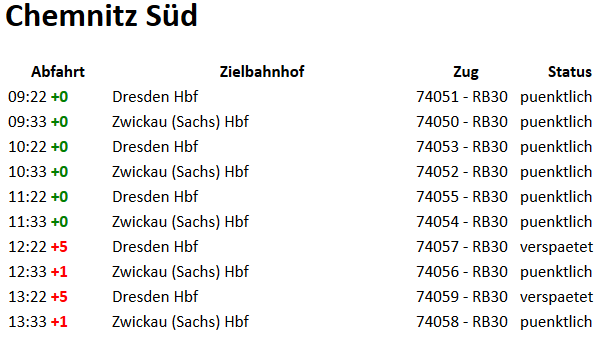 Chemnitz Süd
Abfahrt Zielbahnhof Zug Status
09:22 +0 Dresden Hbf 74051 - RB30 puenktlich
09:33 +0 Zwickau (Sachs) Hbf 74050 - RB30 puenktlich
10:22 +0 Dresden Hbf 74053 - RB30 puenktlich
10:33 +0 Zwickau (Sachs) Hbf 74052 - RB30 puenktlich
11:22 +0 Dresden Hbf 74055 - RB30 puenktlich
11:33 +0 Zwickau (Sachs) Hbf 74054 - RB30 puenktlich
12:22 +5 Dresden Hbf 74057 - RB30 verspaetet
12:33 +1 Zwickau (Sachs) Hbf 74056 - RB30 puenktlich
13:22 +5 Dresden Hbf 74059 - RB30 verspaetet
13:33 +1 Zwickau (Sachs) Hbf 74058 - RB30 puenktlich